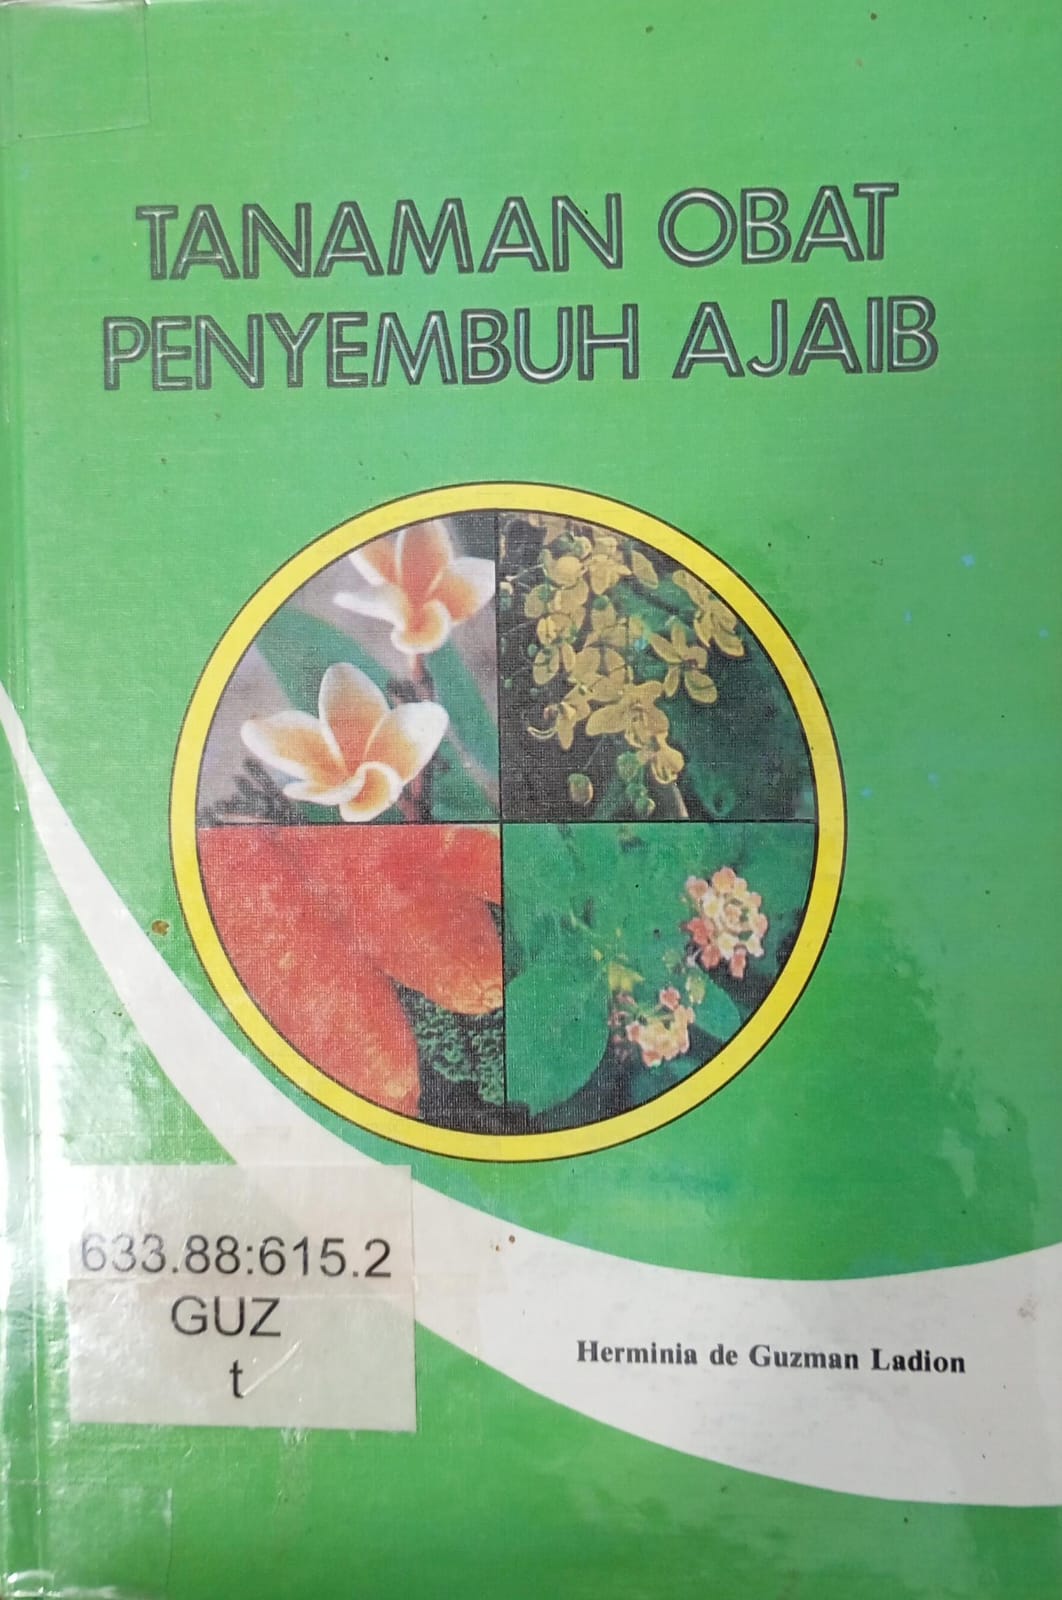 TANAMAN OBAT
PENYEMBUH AJAIB
633.88:615.2
GUZ
t
Herminia de Guzman Ladion